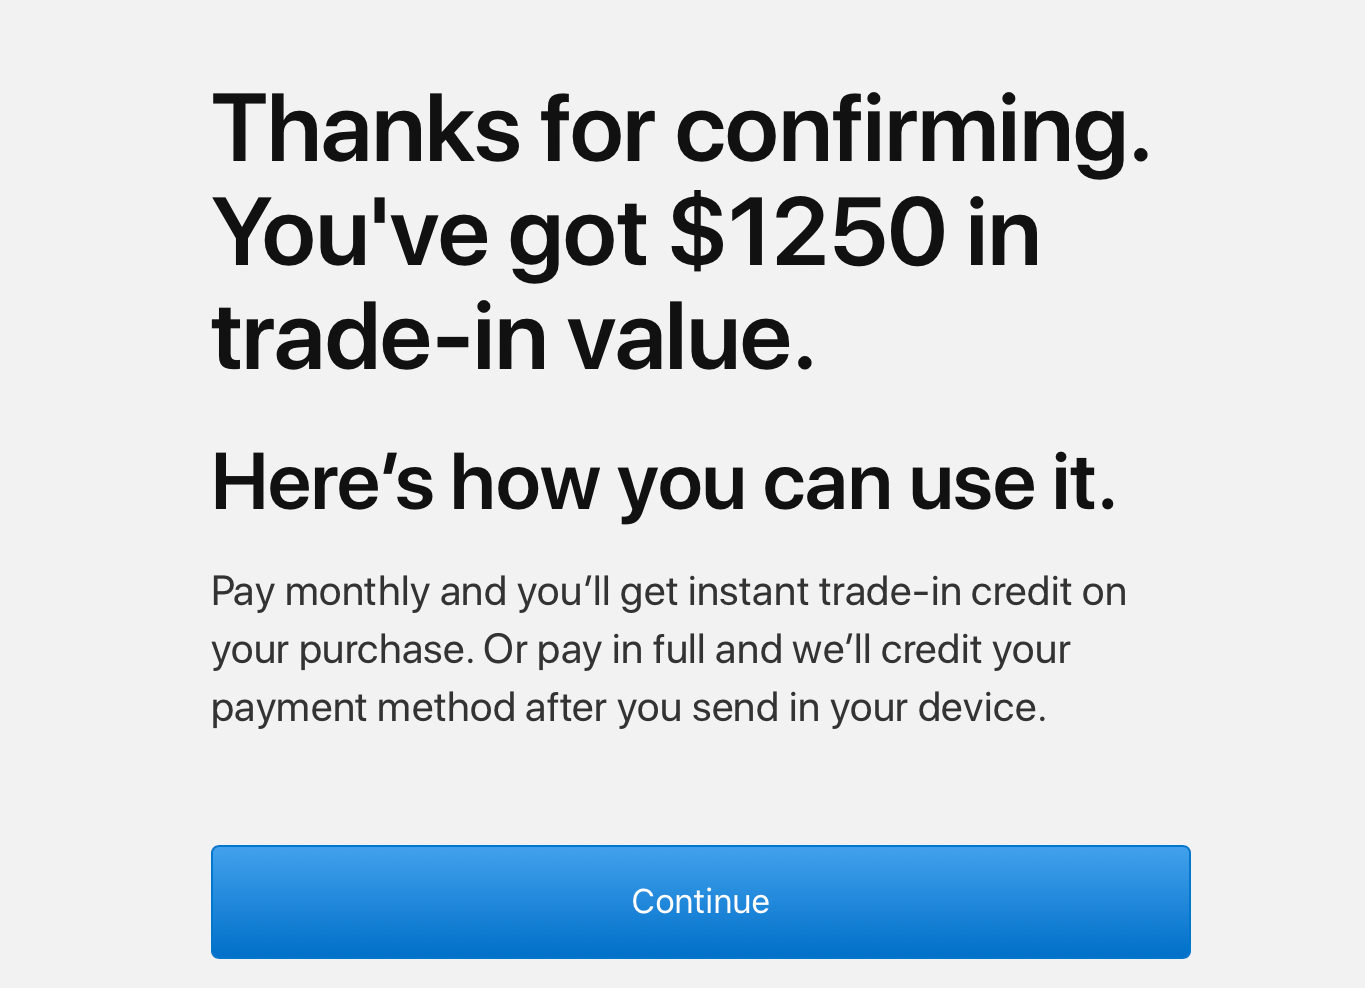 Thanks for confirming.
You've got $1250 in
trade-in value.
Here’s how you can use it.
Pay monthly and you’ll get instant trade-in credit on
your purchase. Or pay in full and we’ll credit your
payment method after you send in your device.
Continue